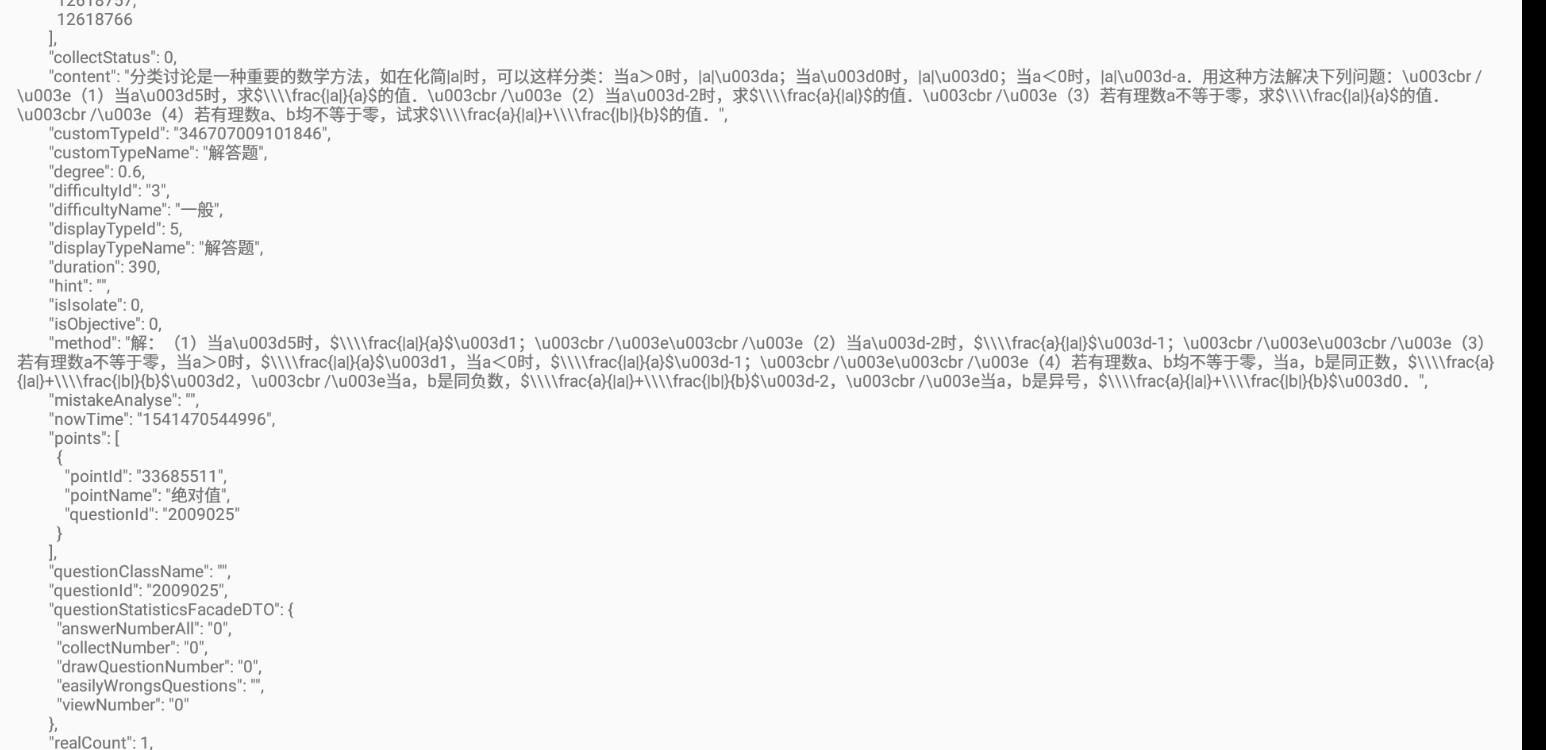 12618757,
12618766
],
"collectStatus": 0,
"content": "分类讨论是一种重要的数学方法，如在化简|a|时，可以这样分类：当a＞0时，|a|\u003da；当a\u003d0时，|a|\u003d0；当a＜0时，|a|\u003d-a．用这种方法解决下列问题：\u003cbr /
\u003e（1）当a\u003d5时，求$\\\\frac{|a|}{a}$的值．\u003cbr /\u003e（2）当a\u003d-2时，求$\\\\frac{a}{|a|}$的值．\u003cbr /\u003e（3）若有理数a不等于零，求$\\\\frac{|a|}{a}$的值．
\u003cbr /\u003e（4）若有理数a、b均不等于零，试求$\\\\frac{a}{|a|}+\\\\frac{|b|}{b}$的值．",
"customTypeId": "346707009101846",
"customTypeName": "解答题",
"degree": 0.6,
"difficultyId": "3",
"difficultyName": "一般",
"displayTypeId": 5,
"displayTypeName": "解答题",
"duration": 390,
"hint": "",
"isIsolate": 0,
"isObjective": 0,
"method": "解：（1）当a\u003d5时，$\\\\frac{|a|}{a}$\u003d1；\u003cbr /\u003e\u003cbr /\u003e（2）当a\u003d-2时，$\\\\frac{a}{|a|}$\u003d-1；\u003cbr /\u003e\u003cbr /\u003e（3）
若有理数a不等于零，当a＞0时，$\\\\frac{|a|}{a}$\u003d1，当a＜0时，$\\\\frac{|a|}{a}$\u003d-1；\u003cbr /\u003e\u003cbr /\u003e（4）若有理数a、b均不等于零，当a，b是同正数，$\\\\frac{a}
{|a|}+\\\\frac{|b|}{b}$\u003d2，\u003cbr /\u003e当a，b是同负数，$\\\\frac{a}{|a|}+\\\\frac{|b|}{b}$\u003d-2，\u003cbr /\u003e当a，b是异号，$\\\\frac{a}{|a|}+\\\\frac{|b|}{b}$\u003d0．",
"mistakeAnalyse": "",
"nowTime": "1541470544996",
"points": [
{
"pointId": "33685511",
"pointName": "绝对值",
"questionId": "2009025"
}
],
"questionClassName": "",
"questionId": "2009025",
"questionStatisticsFacadeDTO": {
"answerNumberAll": "0",
"collectNumber": "0",
"drawQuestionNumber": "0",
"easilyWrongsQuestions": "",
"viewNumber": "0"
},
"realCount": 1,